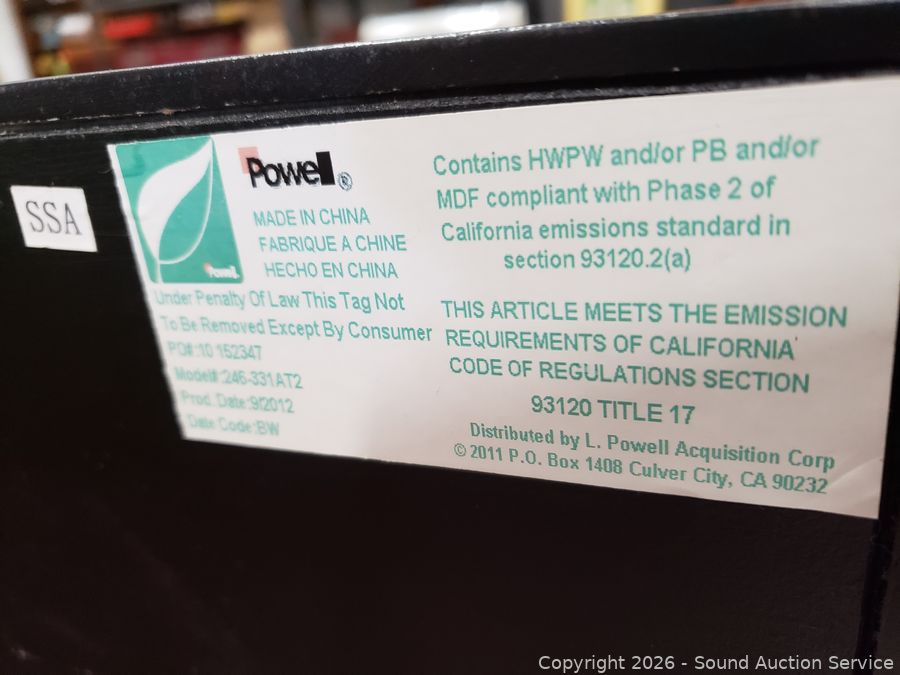 SSA
Powell®
MADE IN CHINA
FABRIQUE A CHINE
HECHO EN CHINA
Powell
Under Penalty Of Law This Tag Not
To Be Removed Except By Consumer
PO#:10 152347
Model#:246-331AT2
Prod. Date:9/2012
Date Code:BW
Contains HWPW and/or PB and/or
MDF compliant with Phase 2 of
California emissions standard in
section 93120.2(a)
THIS ARTICLE MEETS THE EMISSION
REQUIREMENTS OF CALIFORNIA
CODE OF REGULATIONS SECTION
93120 TITLE 17
Distributed by L. Powell Acquisition Corp
© 2011 P.O. Box 1408 Culver City, CA 90232
Copyright 2026 - Sound Auction Service